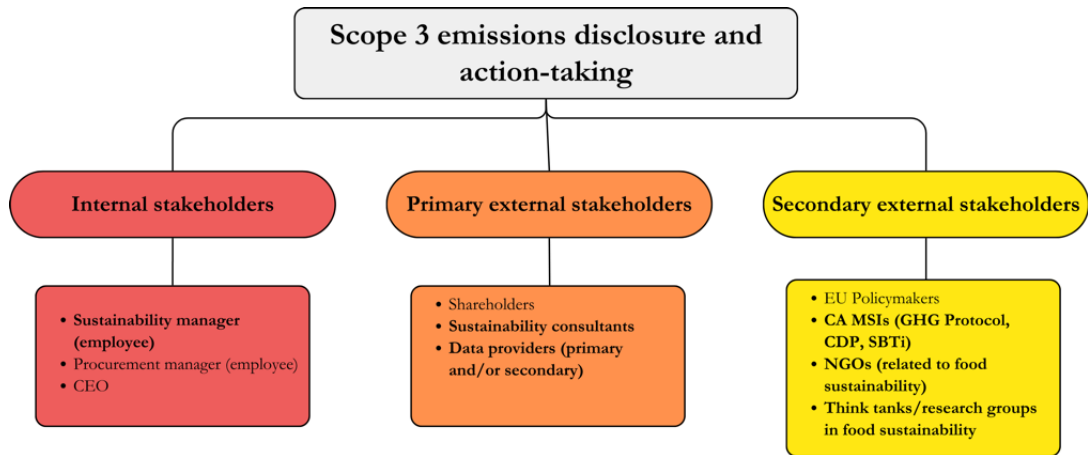 Scope 3 emissions disclosure and
action-taking
Internal stakeholders
Primary external stakeholders
Secondary external stakeholders
• Sustainability manager
(employee)
• Procurement manager (employee)
• CEO
• Shareholders
• Sustainability consultants
• Data providers (primary
and/or secondary)
• EU Policymakers
• CA MSIs (GHG Protocol,
CDP, SBTi)
• NGOs (related to food
sustainability)
• Think tanks/research groups
in food sustainability